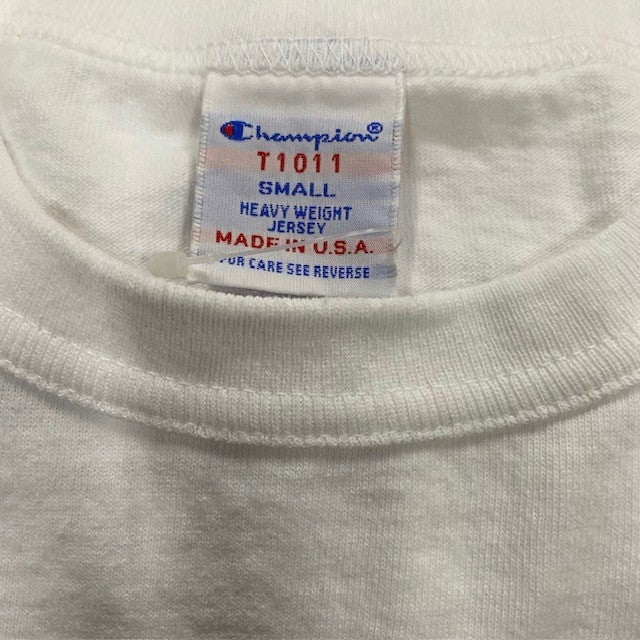 Champion®
T1011
SMALL
HEAVY WEIGHT
JERSEY
MADE IN U.S.A.
FOR CARE SEE REVERSE